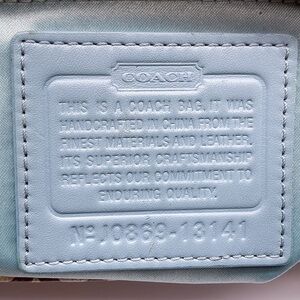 COACH
THIS IS A COACH BAG. IT WAS
HANDCRAFTED IN CHINA FROM THE
FINEST MATERIALS AND LEATHER.
ITS SUPERIOR CRAFTSMANSHIP
REFLECTS OUR COMMITMENT TO
ENDURING QUALITY.
Nº J0869-13141